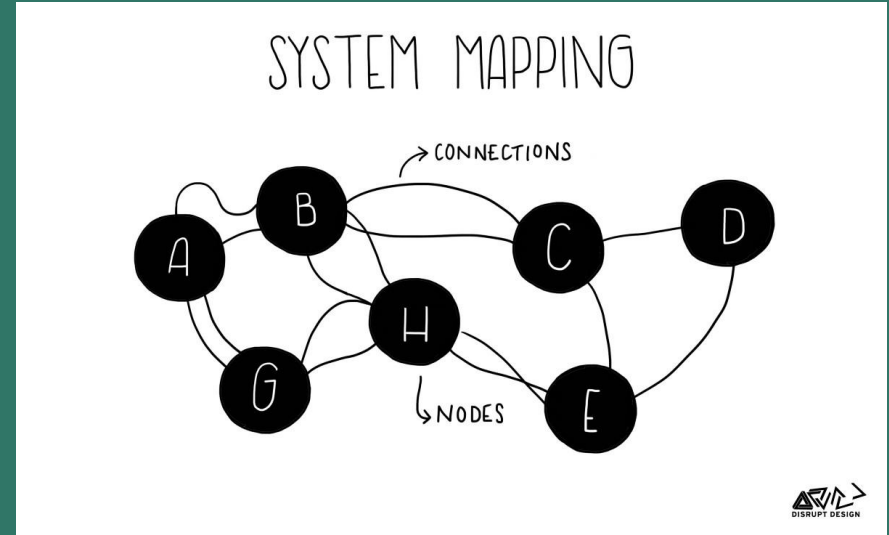 SYSTEM MAPPING
CONNECTIONS
B
D
A
C
H
G
E
NODES
DISRUPT DESIGN